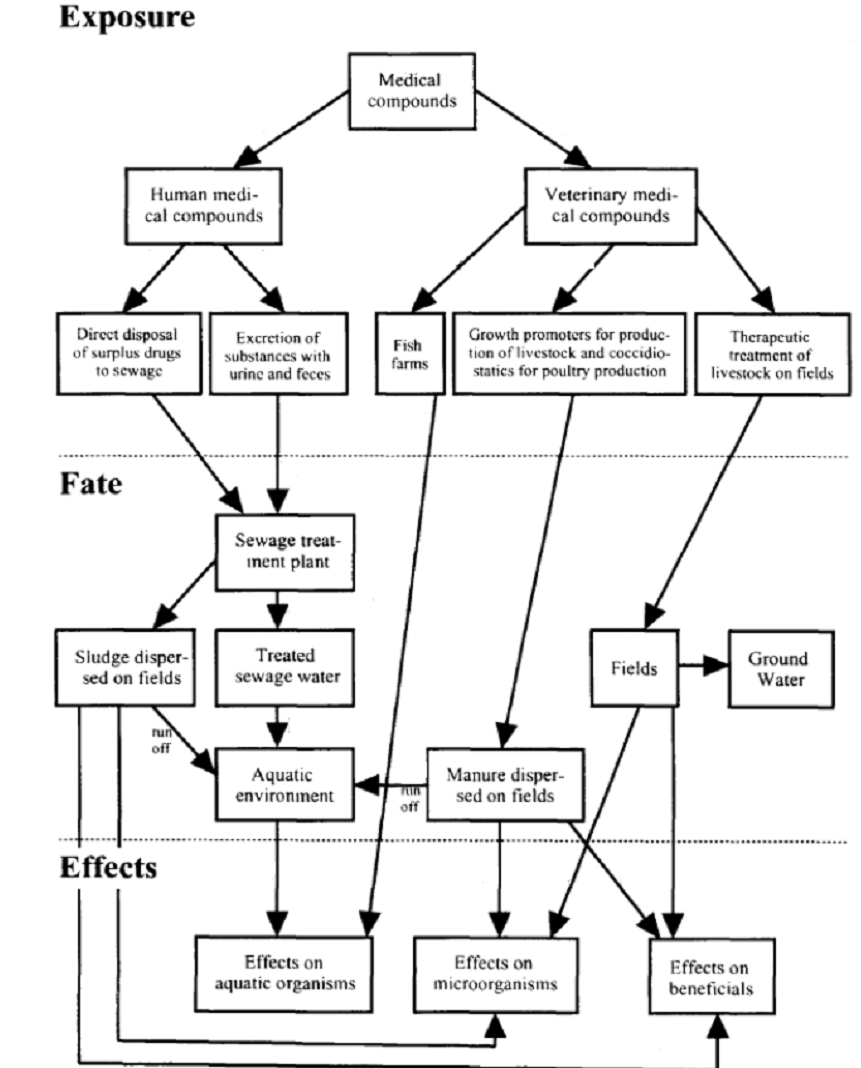 Exposure
Medical
compounds
Human medi-
cal compounds
Veterinary medi-
cal compounds
Direct disposal
of surplus drugs
to sewage
Excretion of
substances with
urine and feces
Fish
farms
Growth promoters for produc-
tion of livestock and coccidio-
statics for poultry production
Therapeutic
treatment of
livestock on fields
Fate
Sewage treat-
ment plant
Sludge disper-
sed on fields
Treated
sewage water
Fields
Ground
Water
run
off
Aquatic
environment
run
off
Manure disper-
sed on fields
Effects
Effects on
aquatic organisms
Effects on
microorganisms
Effects on
beneficials